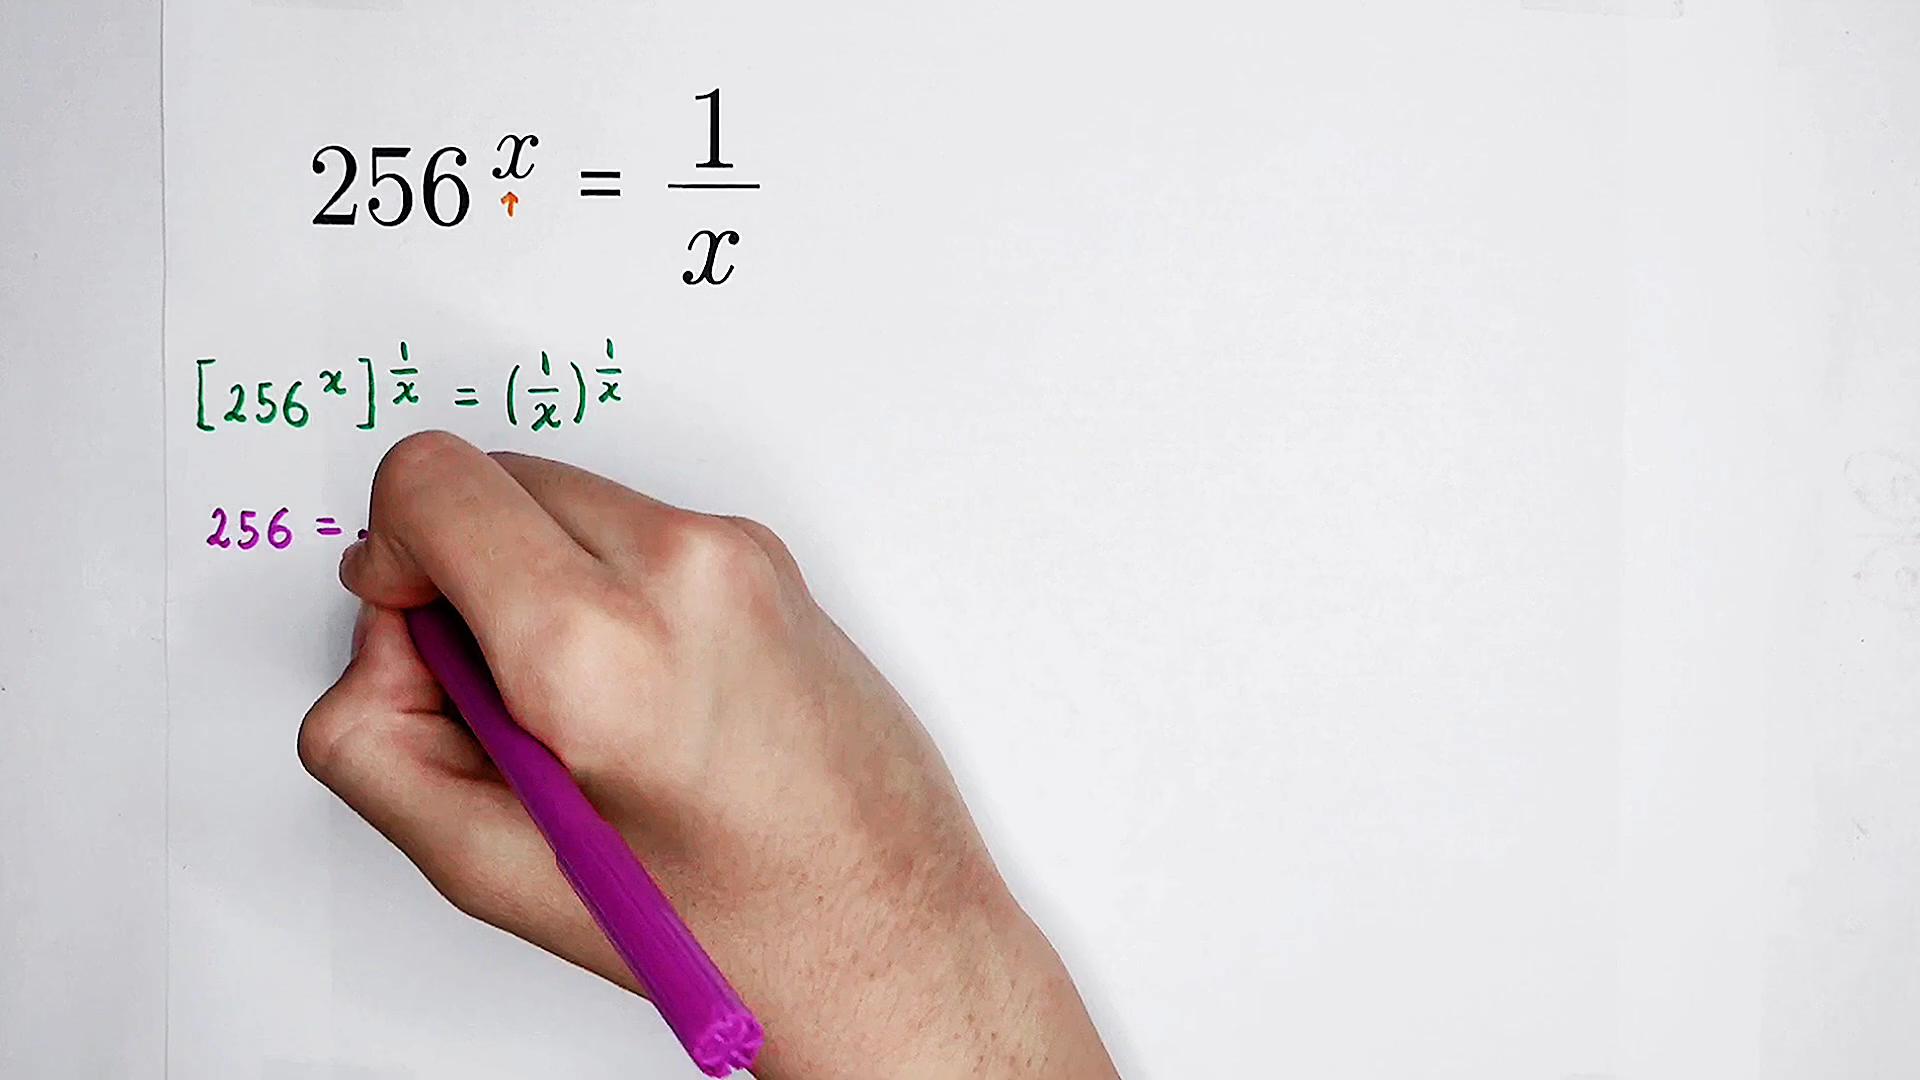 256^x = 1/x
[256^x]^(1/x) = (1/x)^(1/x)
256 =